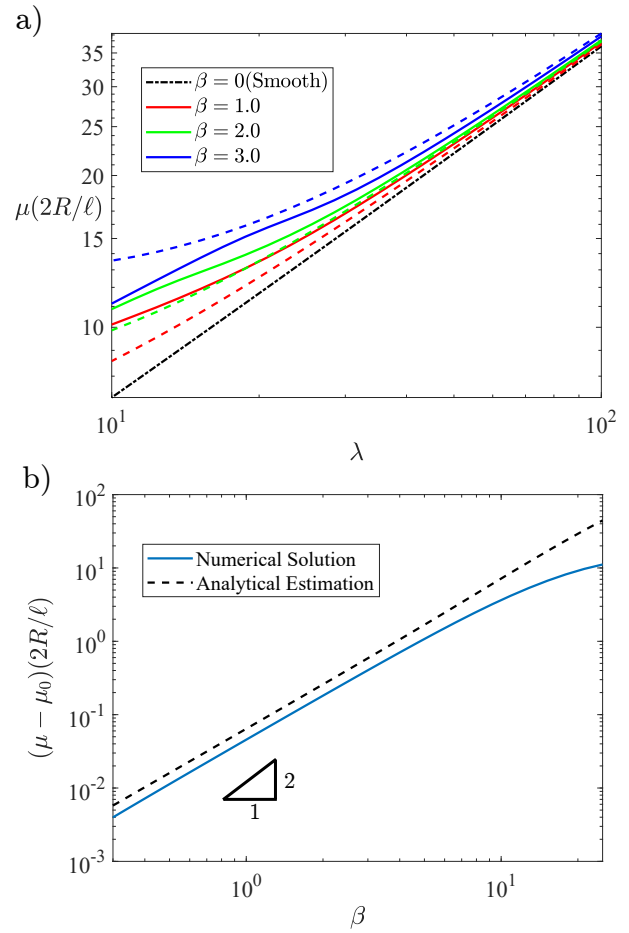 a)
35
30
25
20
15
10
μ(2R/ℓ)
β = 0(Smooth)
β = 1.0
β = 2.0
β = 3.0
10¹
10²
λ
b)
10²
10¹
10⁰
10⁻¹
10⁻²
10⁻³
(μ − μ₀)(2R/ℓ)
Numerical Solution
Analytical Estimation
2
1
10⁰
10¹
β